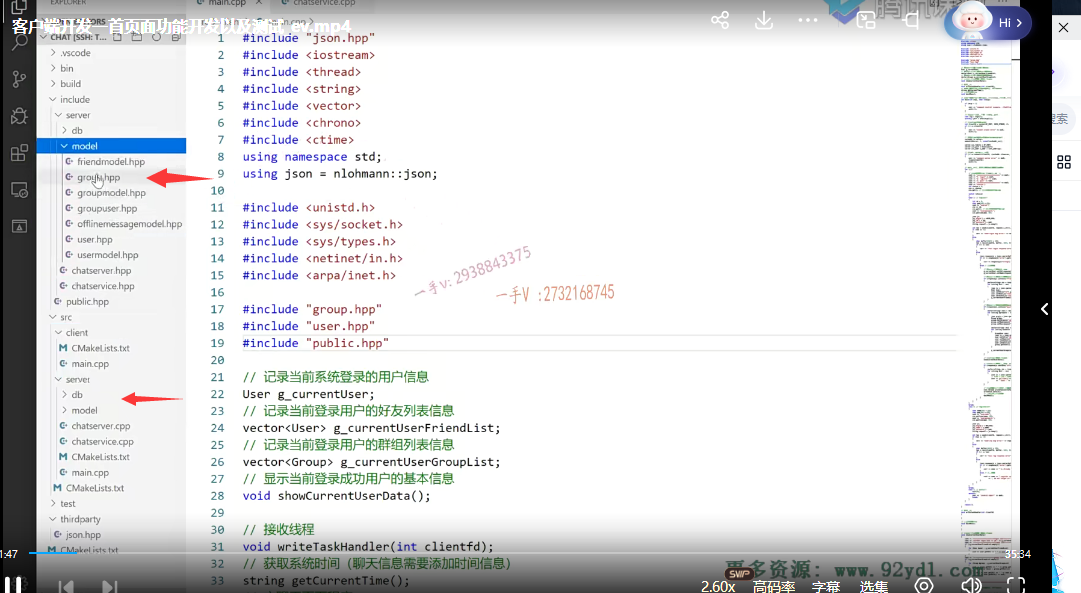 EXPLORER
main.cpp
chatservice.cpp
客户端开发
首页面功能开发以及测试_ev.mp4
CHAT [SSH: T...
Hi >
.vscode
bin
build
include
server
db
model
friendmodel.hpp
group.hpp
groupmodel.hpp
groupuser.hpp
offlinemessagemodel.hpp
user.hpp
usermodel.hpp
chatserver.hpp
chatservice.hpp
public.hpp
src
client
CMakeLists.txt
main.cpp
server
db
model
chatserver.cpp
chatservice.cpp
CMakeLists.txt
main.cpp
CMakeLists.txt
test
thirdparty
json.hpp
CMakeLists.txt
1 #include "json.hpp"
2 #include <iostream>
3 #include <thread>
4 #include <string>
5 #include <vector>
6 #include <chrono>
7 #include <ctime>
8 using namespace std;
9 using json = nlohmann::json;
10
11 #include <unistd.h>
12 #include <sys/socket.h>
13 #include <sys/types.h>
14 #include <netinet/in.h>
15 #include <arpa/inet.h>
16
17 #include "group.hpp"
18 #include "user.hpp"
19 #include "public.hpp"
20
21 // 记录当前系统登录的用户信息
22 User g_currentUser;
23 // 记录当前登录用户的好友列表信息
24 vector<User> g_currentUserFriendList;
25 // 记录当前登录用户的群组列表信息
26 vector<Group> g_currentUserGroupList;
27 // 显示当前登录成功用户的基本信息
28 void showCurrentUserData();
29
30 // 接收线程
31 void writeTaskHandler(int clientfd);
32 // 获取系统时间（聊天信息需要添加时间信息）
33 string getCurrentTime();
一手v: 2938843375
一手V :2732168745
1:47
35:34
更多资源: www.92ydl.com
2.60x
SVIP
高码率
字幕
选集